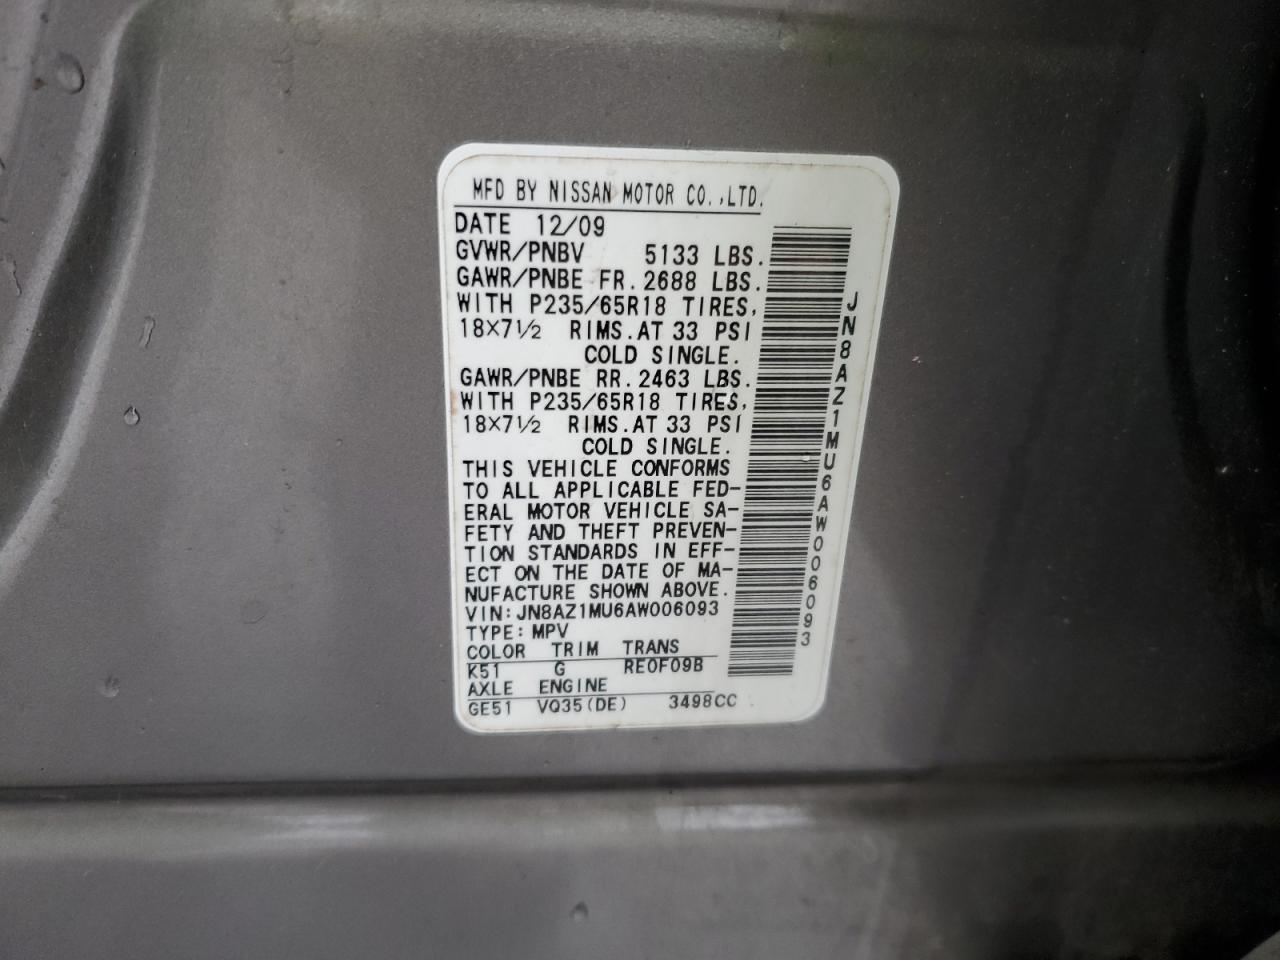 MFD BY NISSAN MOTOR CO.,LTD.
DATE 12/09
GVWR/PNBV 5133 LBS.
GAWR/PNBE FR. 2688 LBS.
WITH P235/65R18 TIRES,
18×7½ RIMS.AT 33 PSI
COLD SINGLE.
GAWR/PNBE RR. 2463 LBS.
WITH P235/65R18 TIRES,
18×7½ RIMS.AT 33 PSI
COLD SINGLE.
THIS VEHICLE CONFORMS
TO ALL APPLICABLE FED-
ERAL MOTOR VEHICLE SA-
FETY AND THEFT PREVEN-
TION STANDARDS IN EFF-
ECT ON THE DATE OF MA-
NUFACTURE SHOWN ABOVE.
VIN:JN8AZ1MU6AW006093
TYPE:MPV
COLOR TRIM TRANS
K51 G RE0F09B
AXLE ENGINE
GE51 VQ35(DE) 3498CC
JN8AZ1MU6AW006093